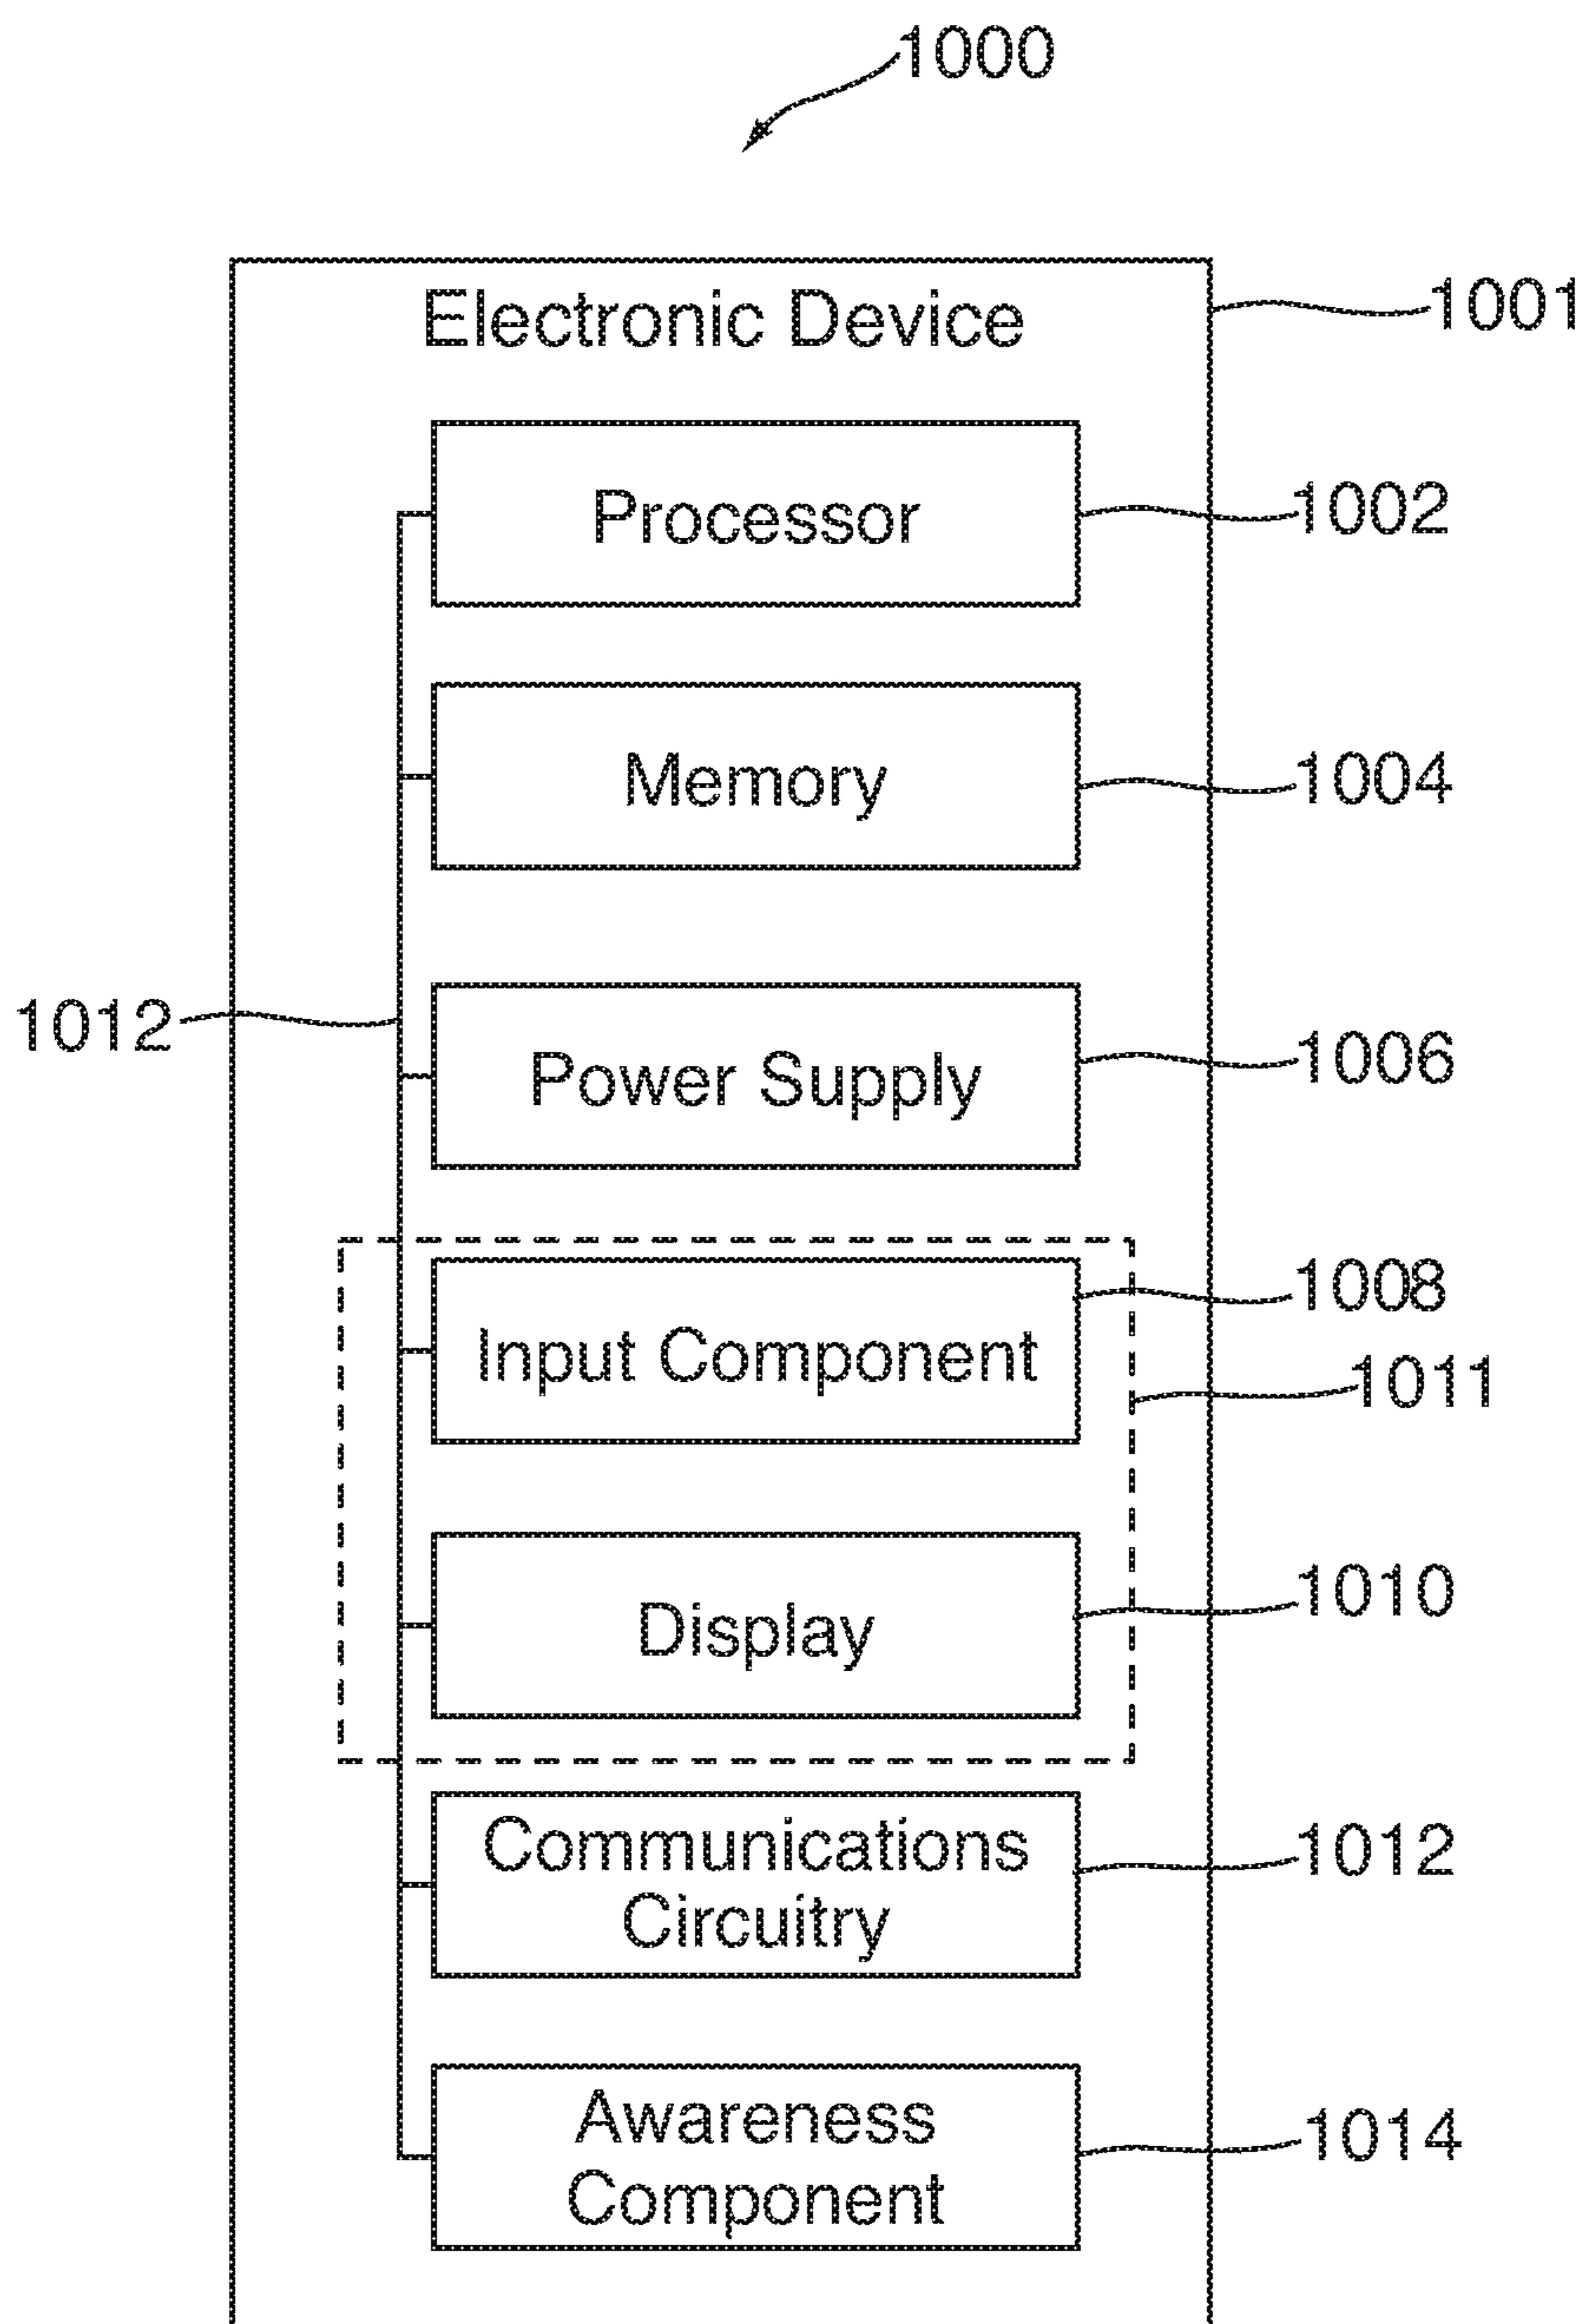 1000
Electronic Device
1001
Processor
1002
Memory
1004
1012
Power Supply
1006
Input Component
1008
1011
Display
1010
Communications
Circuitry
1012
Awareness
Component
1014